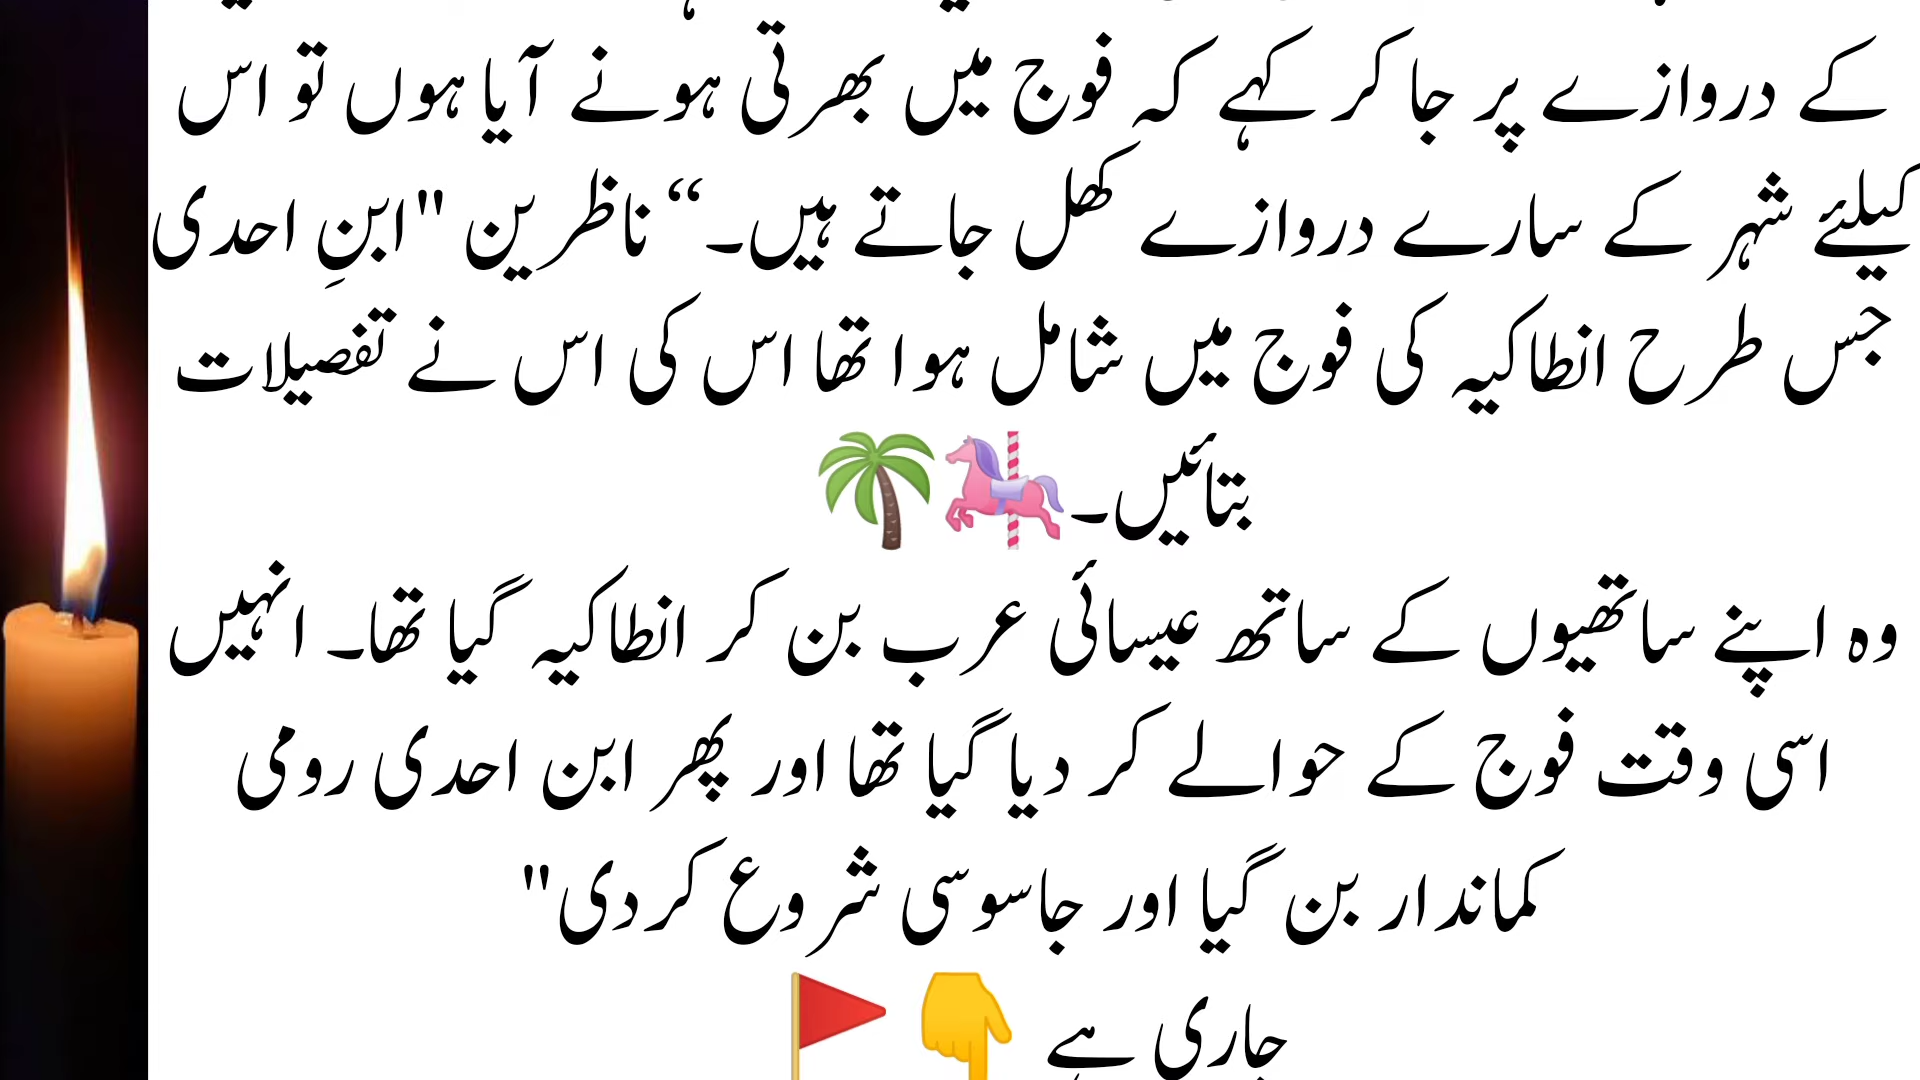 کے دروازے پر جا کر کہے کہ فوج میں بھرتی ہونے آیا ہوں تو اس
کیلئے شہر کے سارے دروازے کھل جاتے ہیں۔“ ناظرین "ابنِ احدی
جس طرح انطاکیہ کی فوج میں شامل ہوا تھا اس کی اس نے تفصیلات
بتائیں۔
وہ اپنے ساتھیوں کے ساتھ عیسائی عرب بن کر انطاکیہ گیا تھا۔ انہیں
اسی وقت فوج کے حوالے کر دیا گیا تھا اور پھر ابن احدی رومی
کماندار بن گیا اور جاسوسی شروع کردی"
جاری ہے